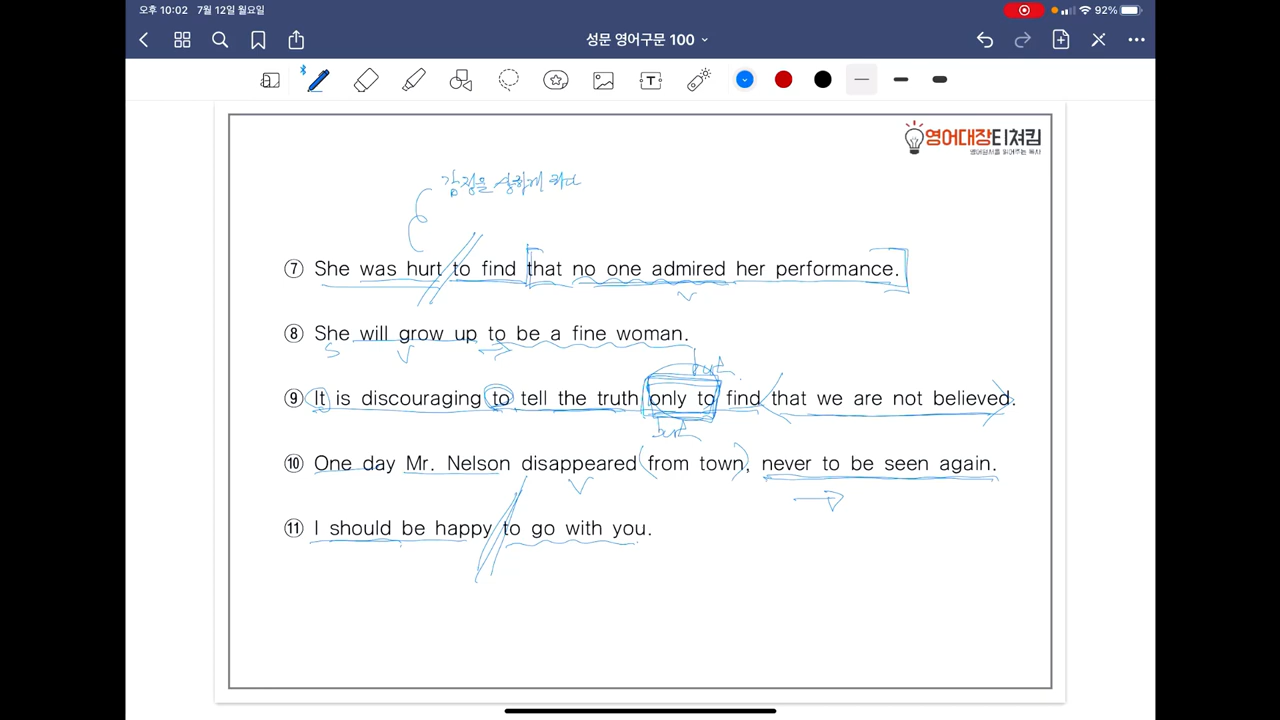 오후 10:02 7월 12일 월요일
92%
성문 영어구문 100
T
영어대장티쳐킴
감정을 상하게 하다
⑦ She was hurt to find that no one admired her performance.
v
⑧ She will grow up to be a fine woman.
S v
but
⑨ It is discouraging to tell the truth only to find that we are not believed.
but
⑩ One day Mr. Nelson disappeared (from town), never to be seen again.
v
⑪ I should be happy to go with you.